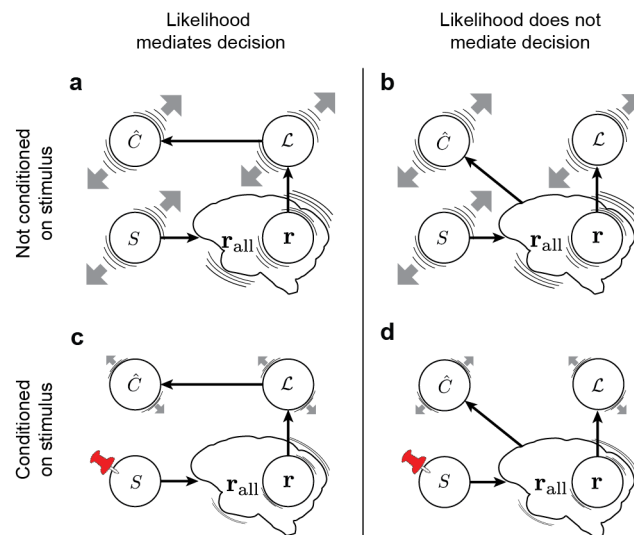 Likelihood
mediates decision
Likelihood does not
mediate decision
Not conditioned
on stimulus
a
Ĉ
ℒ
S
r_all
r
b
Ĉ
ℒ
S
r_all
r
Conditioned
on stimulus
c
Ĉ
ℒ
S
r_all
r
d
Ĉ
ℒ
S
r_all
r